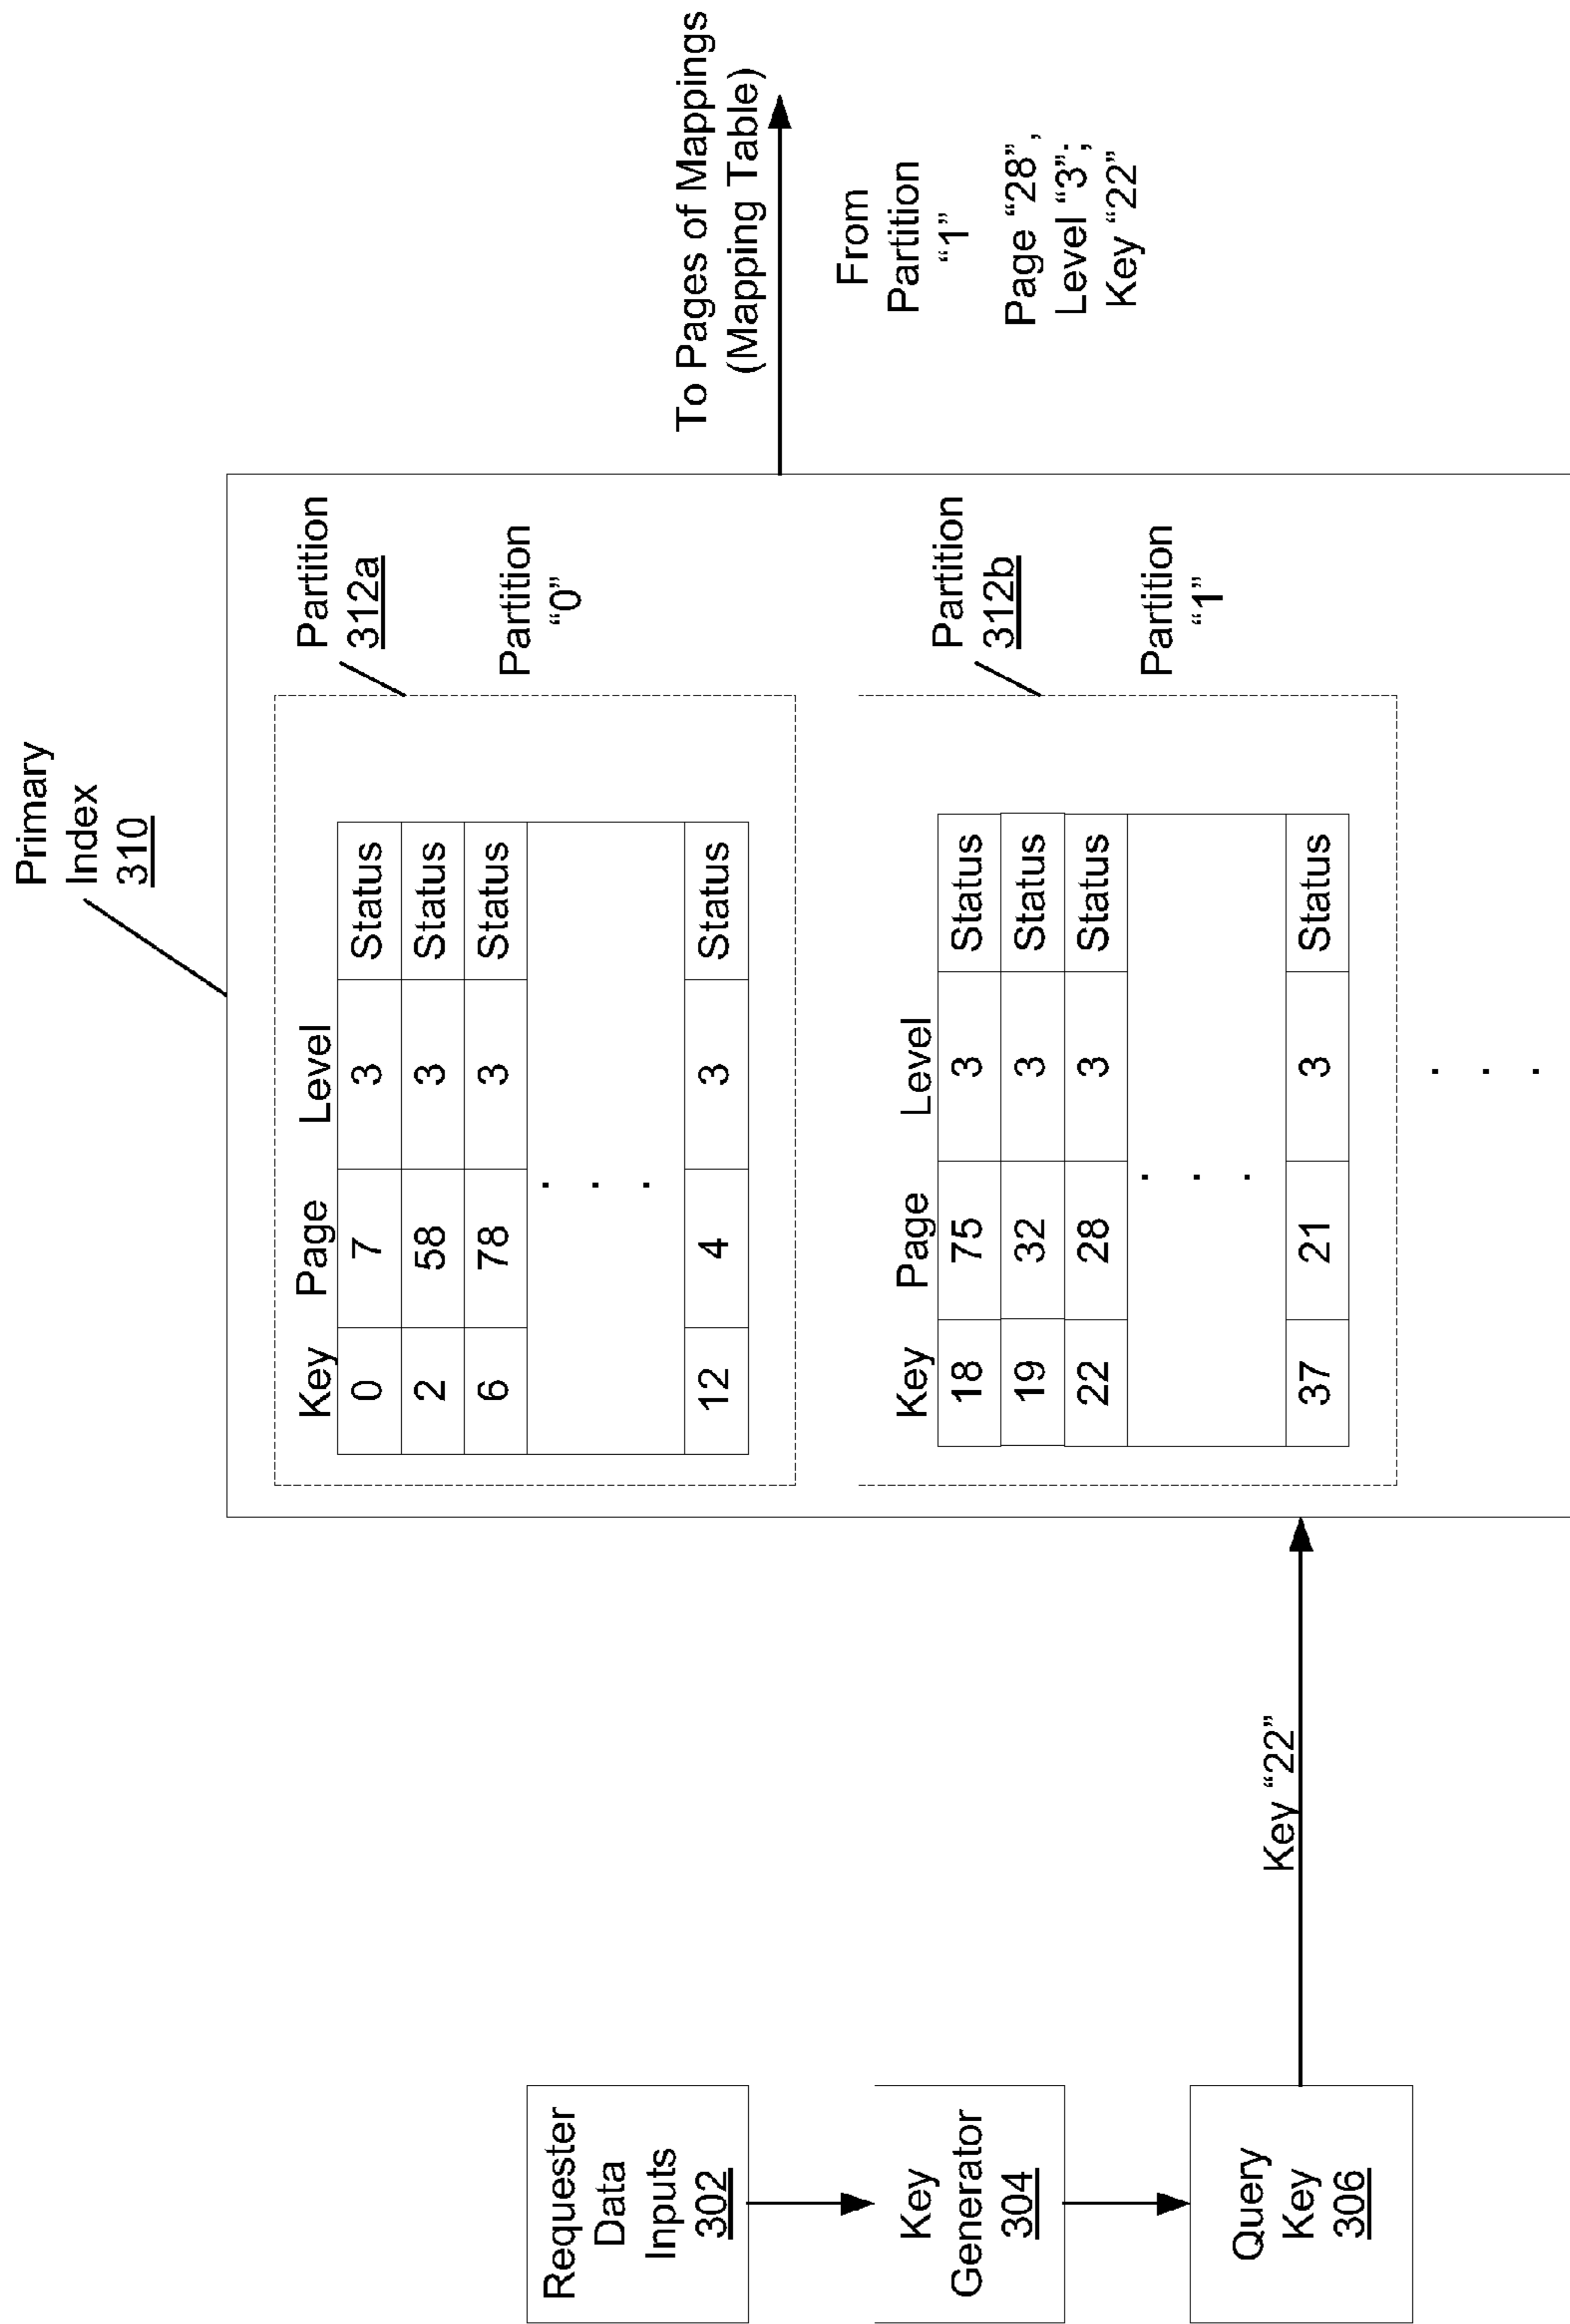 Primary
Index
310
Partition
312a
Partition
“0”
Key Page Level
0 7 3 Status
2 58 3 Status
6 78 3 Status
. . .
12 4 3 Status
Partition
312b
Partition
“1”
Key Page Level
18 75 3 Status
19 32 3 Status
22 28 3 Status
. . .
37 21 3 Status
. . .
To Pages of Mappings
(Mapping Table)
From
Partition
“1”
Page “28”,
Level “3”;
Key “22”
Requester
Data
Inputs
302
Key
Generator
304
Query
Key
306
Key “22”